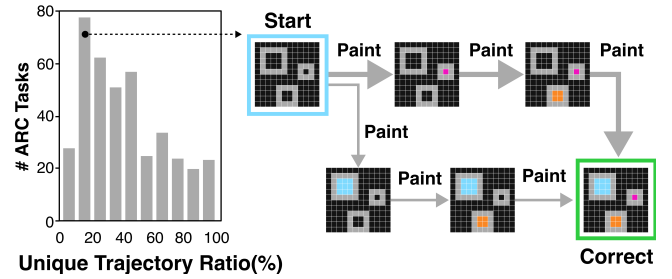 80
60
40
20
0
# ARC Tasks
0 20 40 60 80 100
Unique Trajectory Ratio(%)
Start
Paint
Paint
Paint
Paint
Paint
Paint
Correct